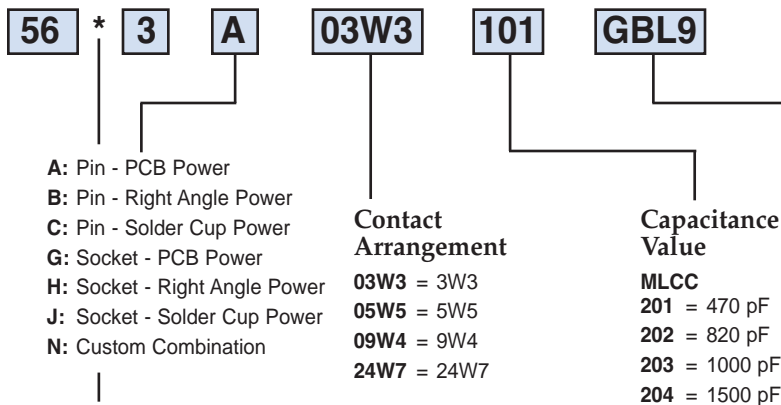 56 * 3 A 03W3 101 GBL9
A: Pin - PCB Power
B: Pin - Right Angle Power
C: Pin - Solder Cup Power
G: Socket - PCB Power
H: Socket - Right Angle Power
J: Socket - Solder Cup Power
N: Custom Combination
Contact
Arrangement
03W3 = 3W3
05W5 = 5W5
09W4 = 9W4
24W7 = 24W7
Capacitance
Value
MLCC
201 = 470 pF
202 = 820 pF
203 = 1000 pF
204 = 1500 pF